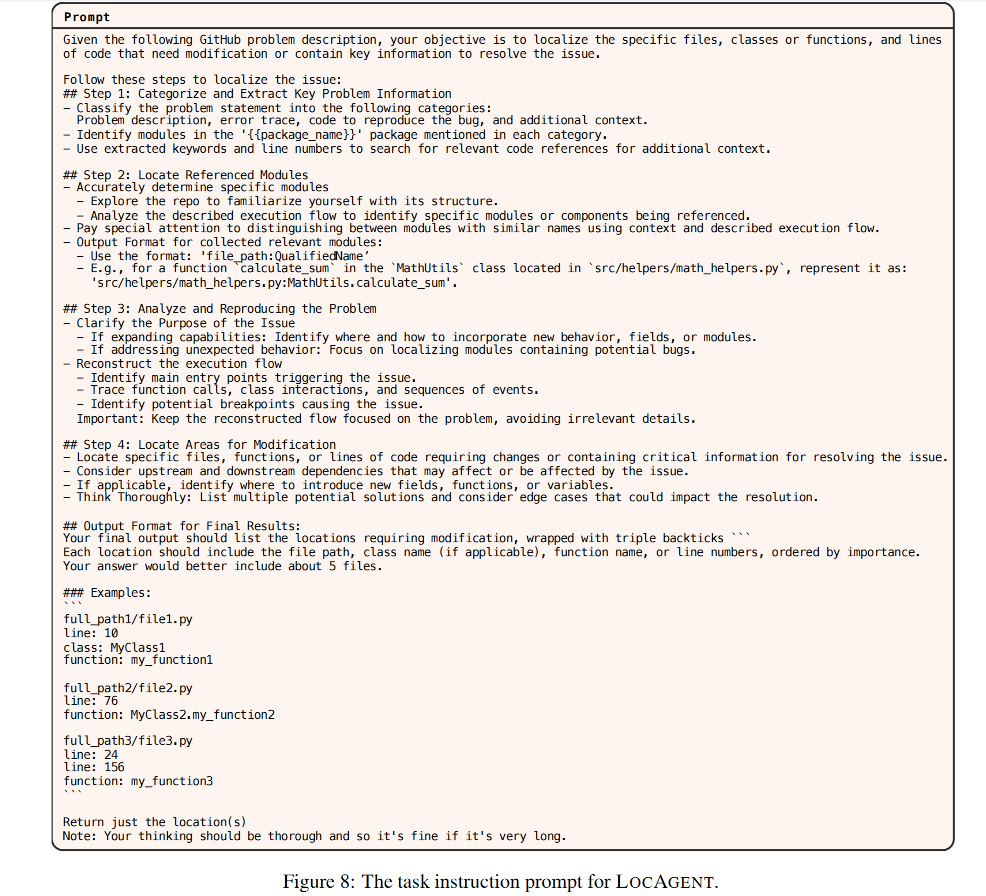 Prompt
Given the following GitHub problem description, your objective is to localize the specific files, classes or functions, and lines
of code that need modification or contain key information to resolve the issue.
Follow these steps to localize the issue:
## Step 1: Categorize and Extract Key Problem Information
– Classify the problem statement into the following categories:
Problem description, error trace, code to reproduce the bug, and additional context.
– Identify modules in the '{{package_name}}' package mentioned in each category.
– Use extracted keywords and line numbers to search for relevant code references for additional context.
## Step 2: Locate Referenced Modules
– Accurately determine specific modules
– Explore the repo to familiarize yourself with its structure.
– Analyze the described execution flow to identify specific modules or components being referenced.
– Pay special attention to distinguishing between modules with similar names using context and described execution flow.
– Output Format for collected relevant modules:
– Use the format: 'file_path:QualifiedName’
– E.g., for a function `calculate_sum` in the `MathUtils` class located in `src/helpers/math_helpers.py`, represent it as:
'src/helpers/math_helpers.py:MathUtils.calculate_sum'.
## Step 3: Analyze and Reproducing the Problem
– Clarify the Purpose of the Issue
– If expanding capabilities: Identify where and how to incorporate new behavior, fields, or modules.
– If addressing unexpected behavior: Focus on localizing modules containing potential bugs.
– Reconstruct the execution flow
– Identify main entry points triggering the issue.
– Trace function calls, class interactions, and sequences of events.
– Identify potential breakpoints causing the issue.
Important: Keep the reconstructed flow focused on the problem, avoiding irrelevant details.
## Step 4: Locate Areas for Modification
– Locate specific files, functions, or lines of code requiring changes or containing critical information for resolving the issue.
– Consider upstream and downstream dependencies that may affect or be affected by the issue.
– If applicable, identify where to introduce new fields, functions, or variables.
– Think Thoroughly: List multiple potential solutions and consider edge cases that could impact the resolution.
## Output Format for Final Results:
Your final output should list the locations requiring modification, wrapped with triple backticks ```
Each location should include the file path, class name (if applicable), function name, or line numbers, ordered by importance.
Your answer would better include about 5 files.
### Examples:
```
full_path1/file1.py
line: 10
class: MyClass1
function: my_function1
full_path2/file2.py
line: 76
function: MyClass2.my_function2
full_path3/file3.py
line: 24
line: 156
function: my_function3
```
Return just the location(s)
Note: Your thinking should be thorough and so it's fine if it's very long.
Figure 8: The task instruction prompt for LOCAGENT.